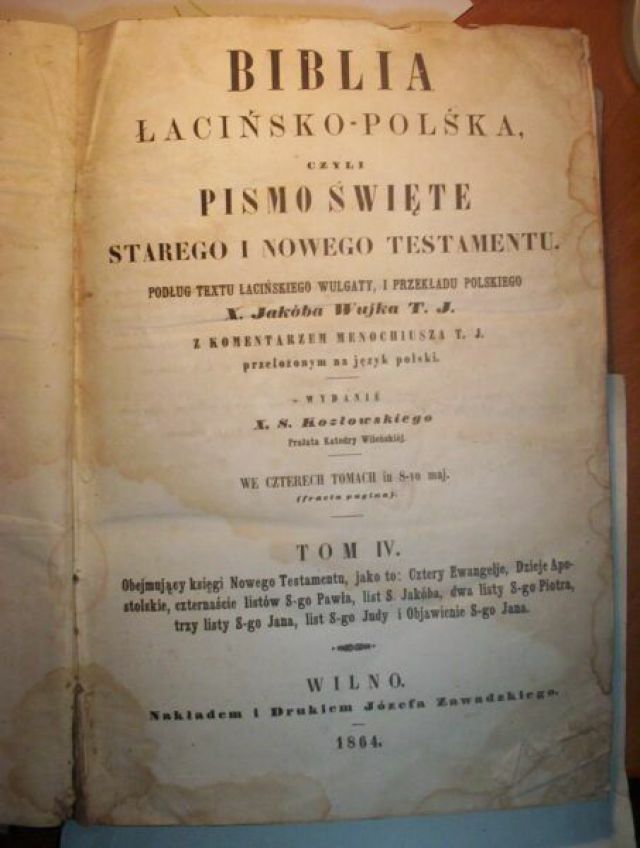 BIBLIA
ŁACIŃSKO-POLŚKA,
CZYLI
PISMO ŚWIĘTE
STAREGO I NOWEGO TESTAMENTU.
PODŁUG TEXTU ŁACIŃSKIEGO WULGATY, I PRZEKŁADU POLSKIEGO
X. Jakóba Wujka T. J.
Z KOMENTARZEM MENOCHIUSZA T. J.
przełożonym na język polski.
WYDANIE
X. S. Kozłowskiego
Prałata Katedry Wileńskiéj.
WE CZTERECH TOMACH in 8-vo maj.
(fracta pagina).
TOM IV.
Obejmujący księgi Nowego Testamentu, jako to: Cztery Ewangelje, Dzieje Apo-
stolskie, czternaście listów S-go Pawła, list S. Jakóba, dwa listy S-go Piotra,
trzy listy S-go Jana, list S-go Judy i Objawienie S-go Jana.
WILNO.
Nakładem i Drukiem Józefa Zawadzkiego.
1864.